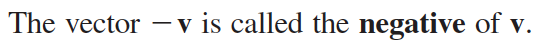 The vector −v is called the negative of v.